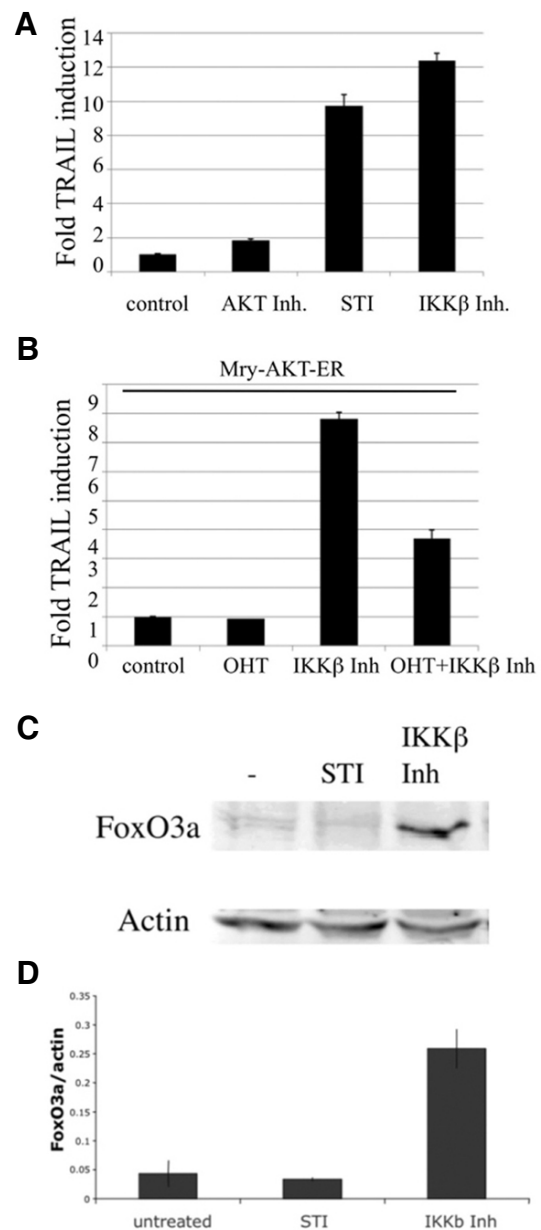 A
Fold TRAIL induction
14
12
10
8
6
4
2
0
control AKT Inh. STI IKKβ Inh.
B
Mry-AKT-ER
Fold TRAIL induction
9
8
7
6
5
4
3
2
1
0
control OHT IKKβ Inh OHT+IKKβ Inh
C
IKKβ
- STI Inh
FoxO3a
Actin
D
FoxO3a/actin
0.35
0.3
0.25
0.2
0.15
0.1
0.05
0
untreated STI IKKb Inh